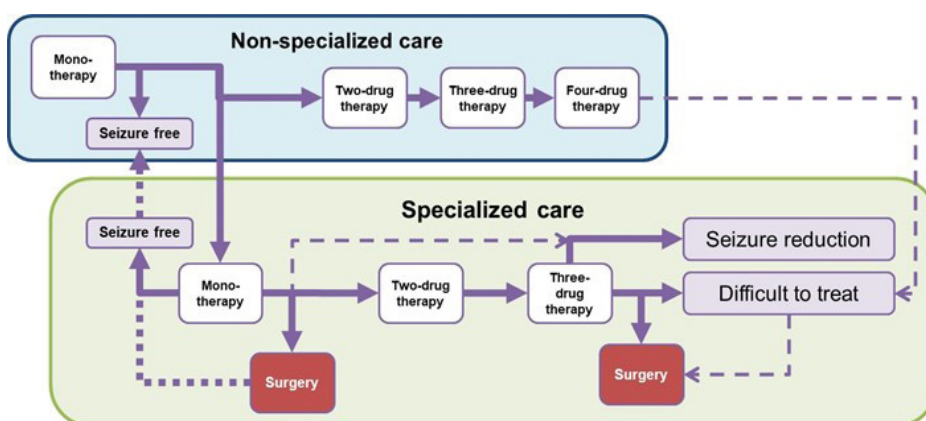 Non-specialized care
Mono-
therapy
Two-drug
therapy
Three-drug
therapy
Four-drug
therapy
Seizure free
Specialized care
Seizure free
Seizure reduction
Mono-
therapy
Two-drug
therapy
Three-
drug
therapy
Difficult to treat
Surgery
Surgery